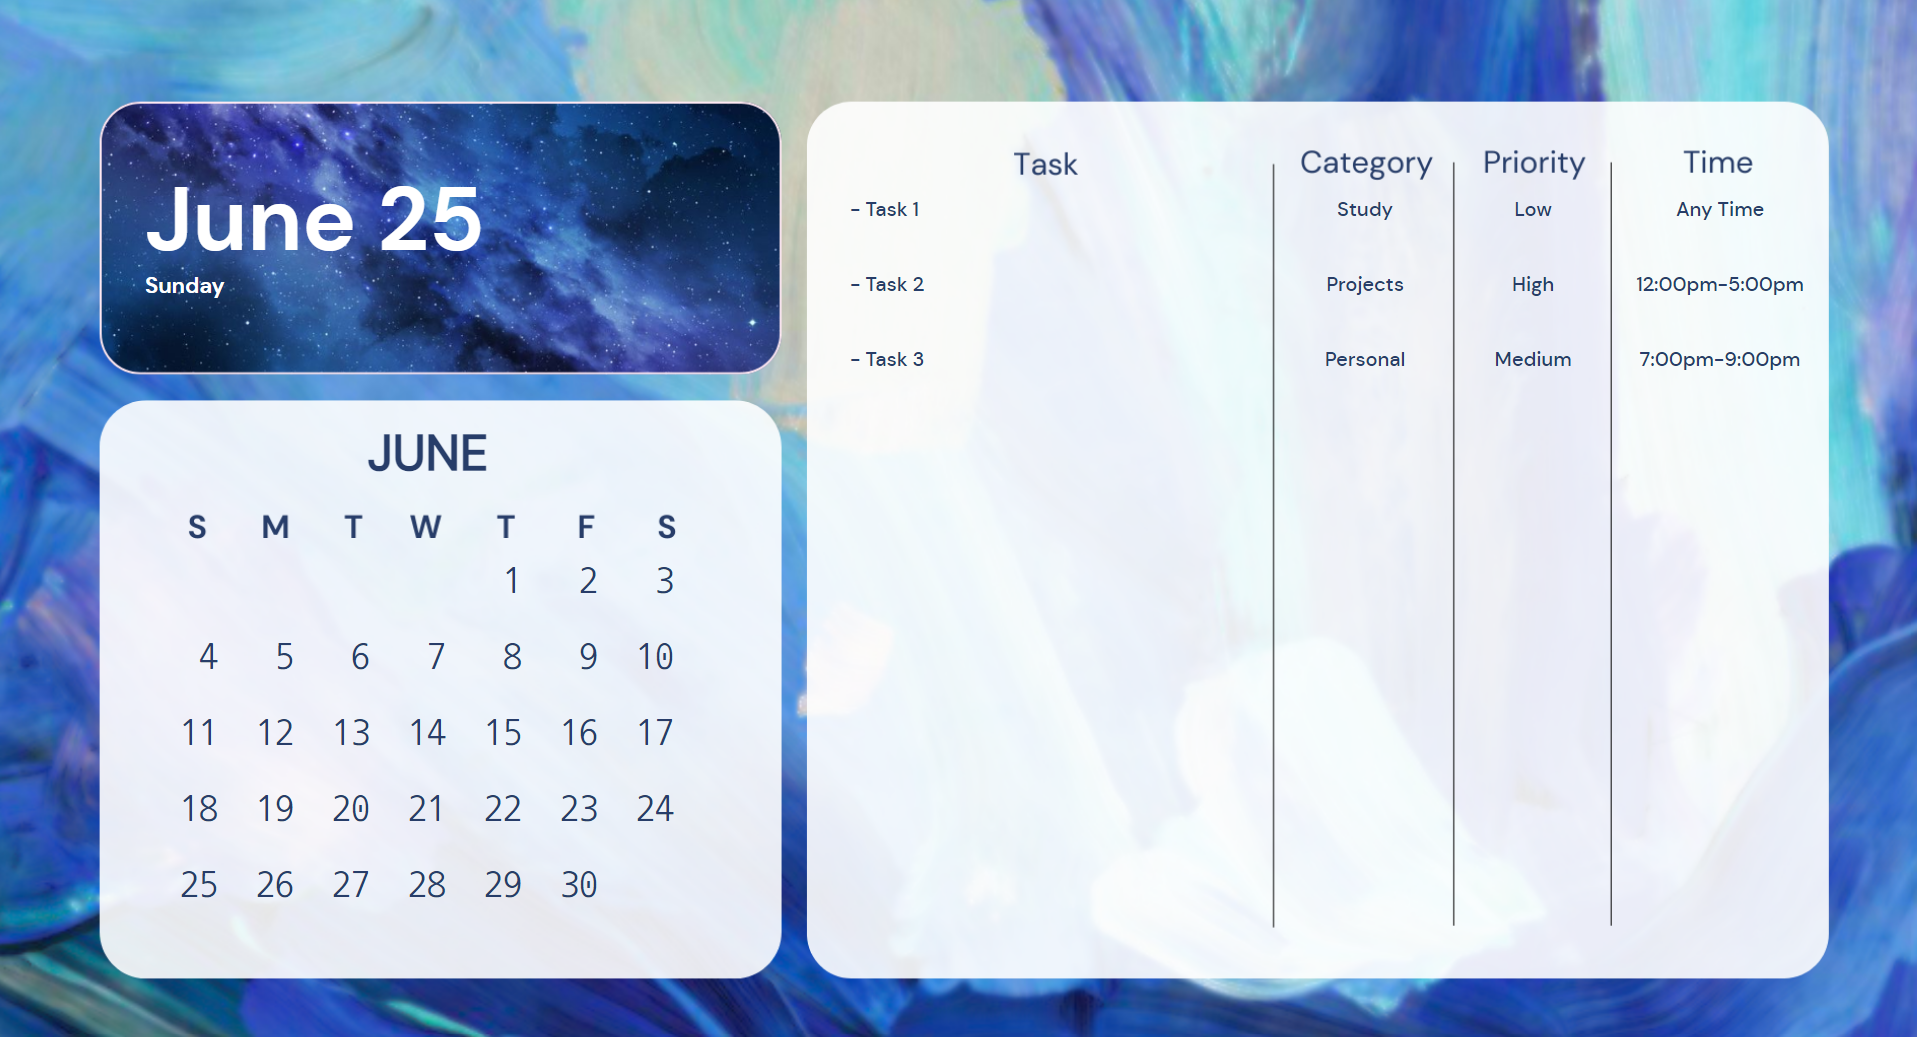 June 25
Sunday
JUNE
S M T W T F S
1 2 3
4 5 6 7 8 9 10
11 12 13 14 15 16 17
18 19 20 21 22 23 24
25 26 27 28 29 30
Task Category Priority Time
- Task 1 Study Low Any Time
- Task 2 Projects High 12:00pm-5:00pm
- Task 3 Personal Medium 7:00pm-9:00pm